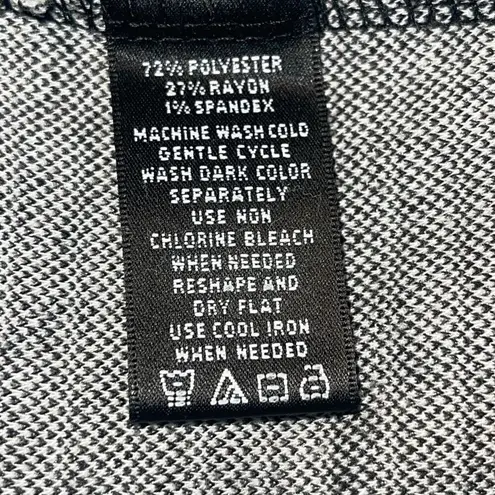 72% POLYESTER
27% RAYON
1% SPANDEX
MACHINE WASH COLD
GENTLE CYCLE
WASH DARK COLOR
SEPARATELY
USE NON
CHLORINE BLEACH
WHEN NEEDED
RESHAPE AND
DRY FLAT
USE COOL IRON
WHEN NEEDED